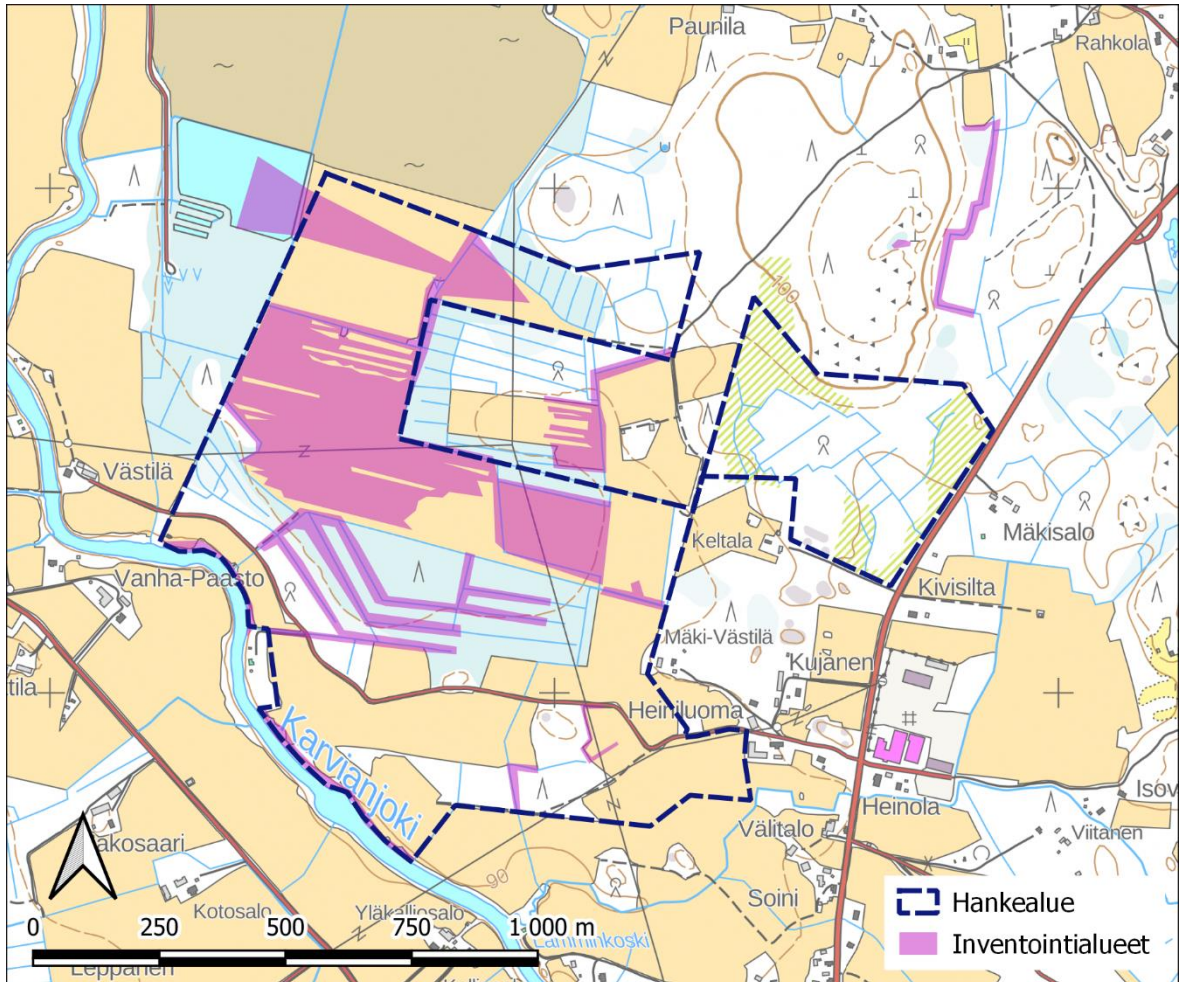 Paunila
Rahkola
100
Västilä
Mäkisalo
Keltala
Kivisilta
Vanha-Paasto
Mäki-Västilä
Kujanen
ttila
Heiniluoma
Karvianjoki
Isov
Heinola
akosaari
Välitalo
Viitanen
90
Soini
Hankealue
Kotosalo
Yläkalliosalo
0 250 500 750 1 000 m
Lamminkoski
Inventointialueet
Leppänen